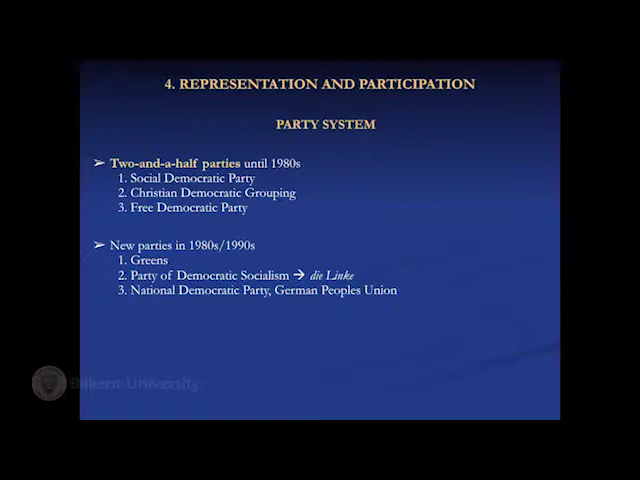 4. REPRESENTATION AND PARTICIPATION
PARTY SYSTEM
➢ Two-and-a-half parties until 1980s
1. Social Democratic Party
2. Christian Democratic Grouping
3. Free Democratic Party
➢ New parties in 1980s/1990s
1. Greens
2. Party of Democratic Socialism → die Linke
3. National Democratic Party, German Peoples Union
Bilkent University